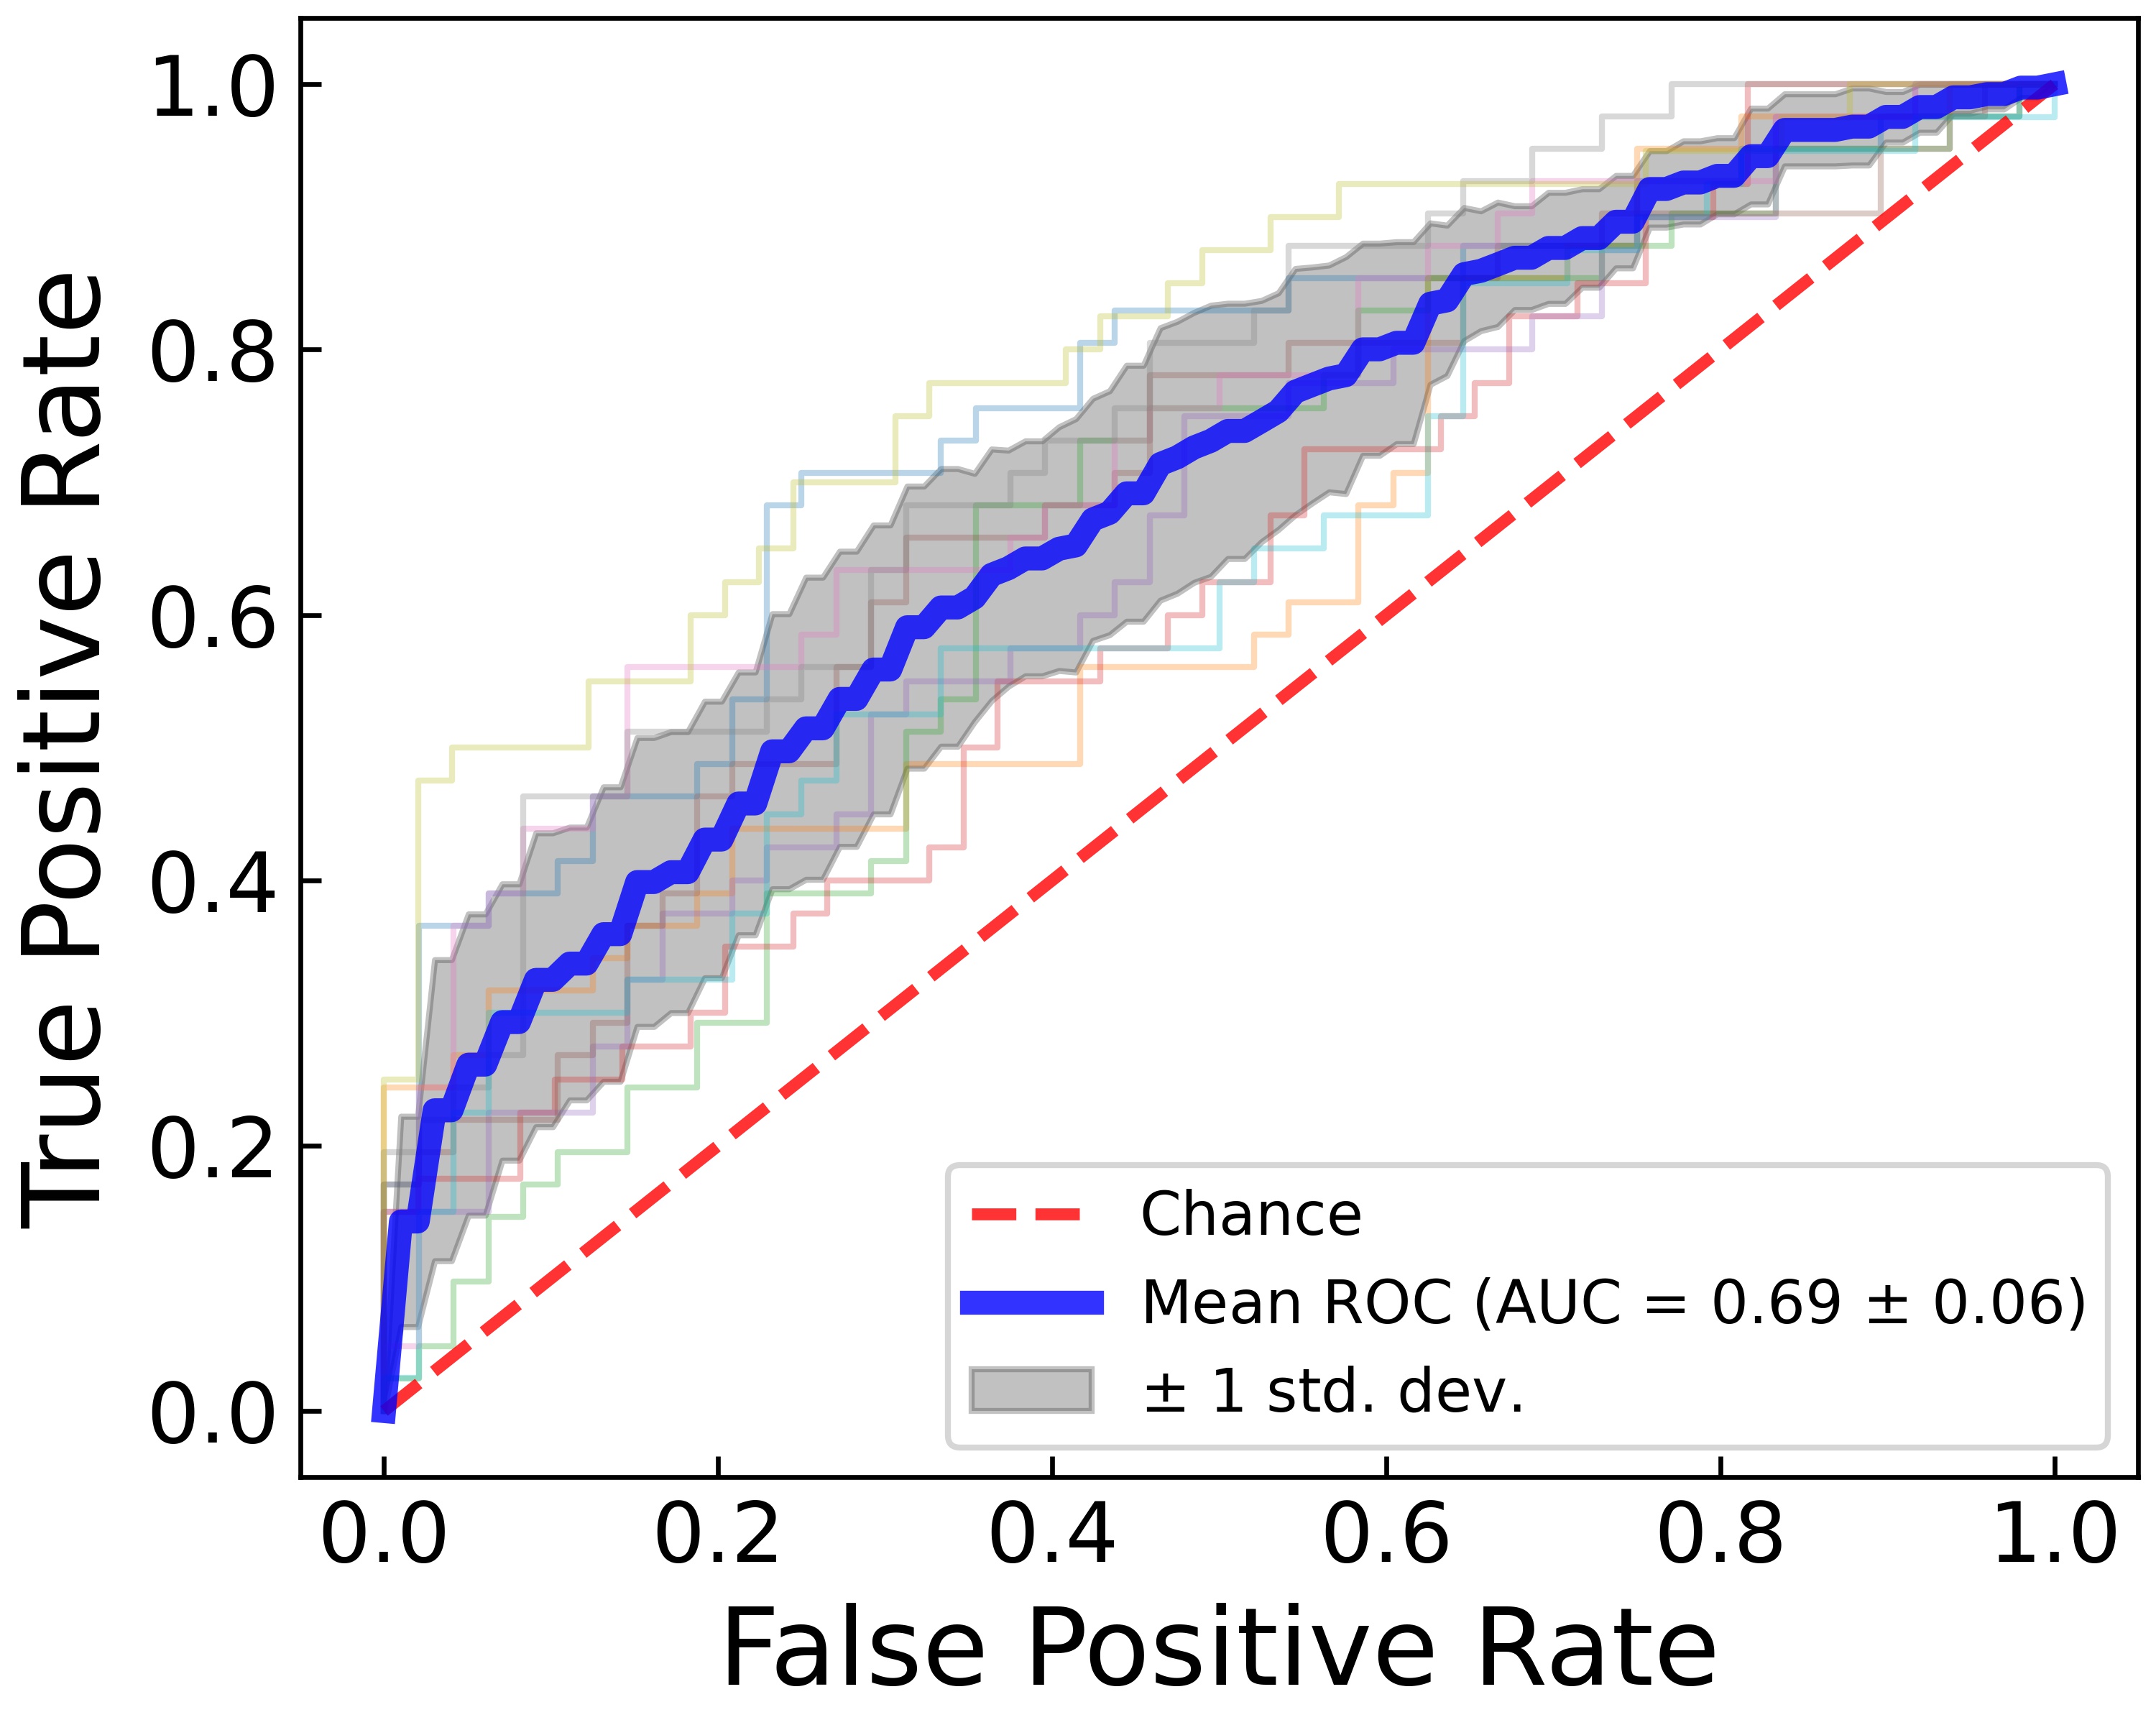 True Positive Rate
1.0
0.8
0.6
0.4
0.2
0.0
Chance
Mean ROC (AUC = 0.69 ± 0.06)
± 1 std. dev.
0.0 0.2 0.4 0.6 0.8 1.0
False Positive Rate